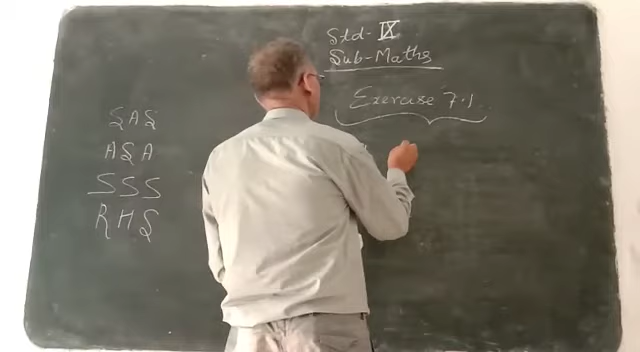 Std- IX
Sub-Maths
Exercise 7.1
SAS
ASA
SSS
RHS